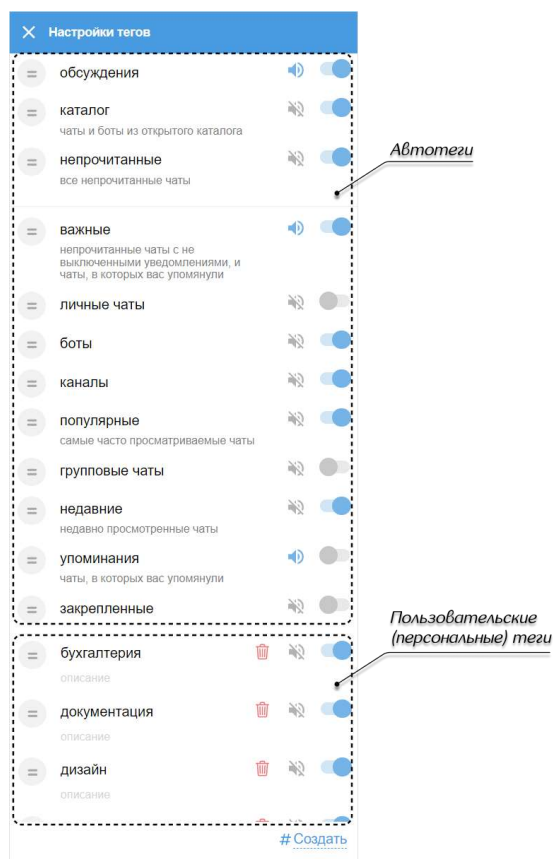 Настройки тегов
обсуждения
каталог
чаты и боты из открытого каталога
непрочитанные
все непрочитанные чаты
Автотеги
важные
непрочитанные чаты с не
выключенными уведомлениями, и
чаты, в которых вас упомянули
личные чаты
боты
каналы
популярные
самые часто просматриваемые чаты
групповые чаты
недавние
недавно просмотренные чаты
упоминания
чаты, в которых вас упомянули
закрепленные
Пользовательские
(персональные) теги
бухгалтерия
описание
документация
описание
дизайн
описание
# Создать